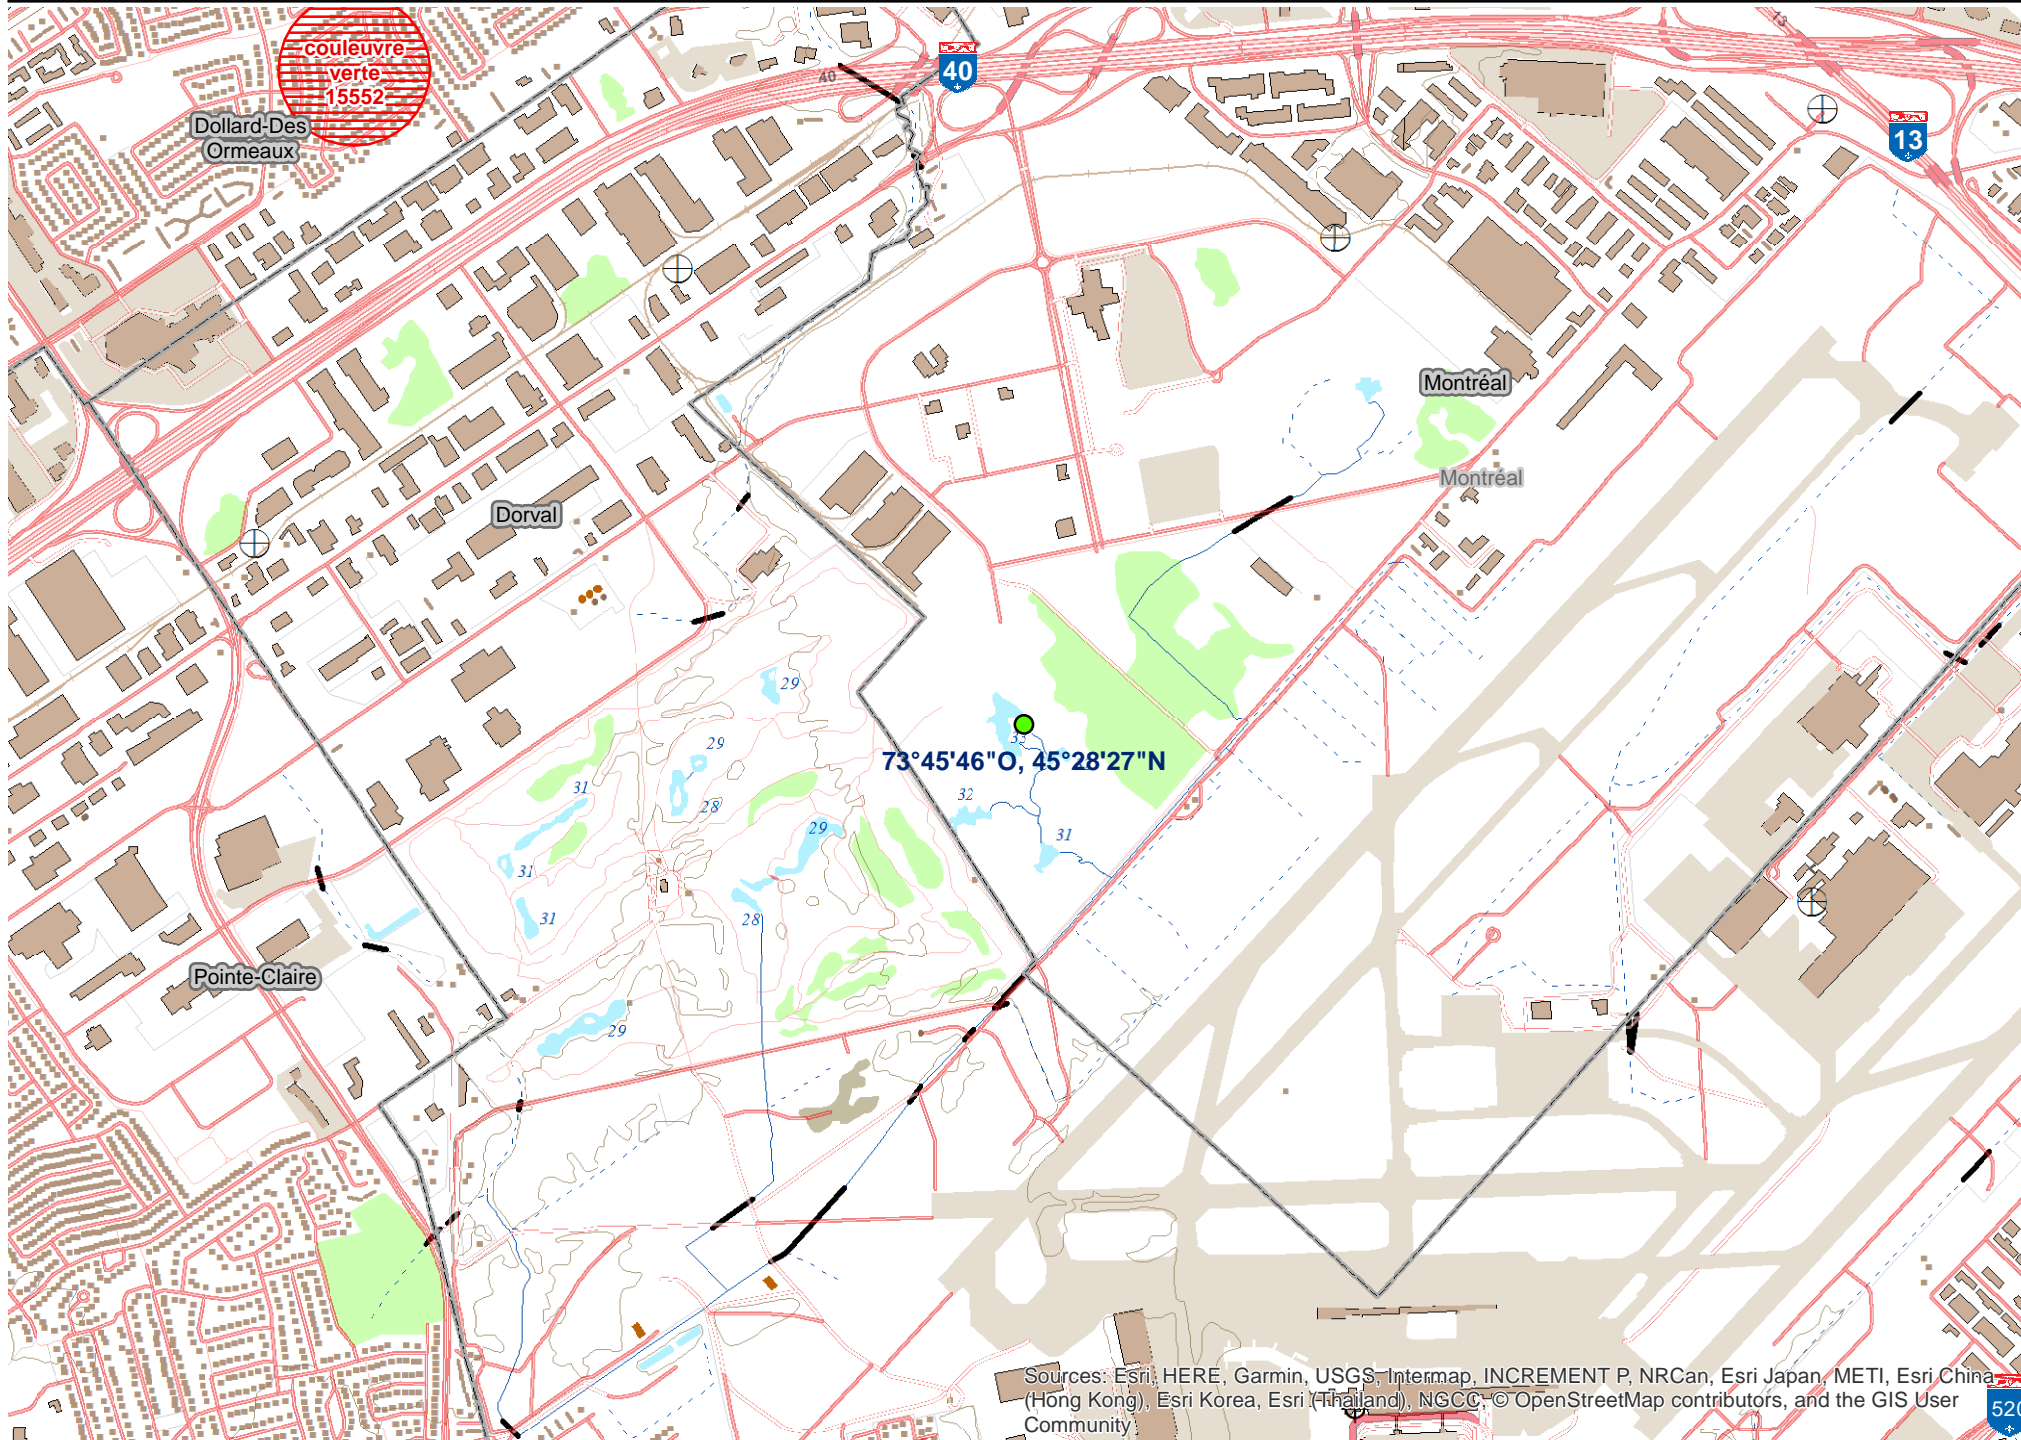 couleuvre
verte
15552
Dollard-Des
Ormeaux
40
40
13
13
Montréal
Montréal
Dorval
29
33
73°45'46"O, 45°28'27"N
29
31
28
32
29
31
31
31
28
Pointe-Claire
29
Sources: Esri, HERE, Garmin, USGS, Intermap, INCREMENT P, NRCan, Esri Japan, METI, Esri China
(Hong Kong), Esri Korea, Esri (Thailand), NGCC, © OpenStreetMap contributors, and the GIS User
Community
520